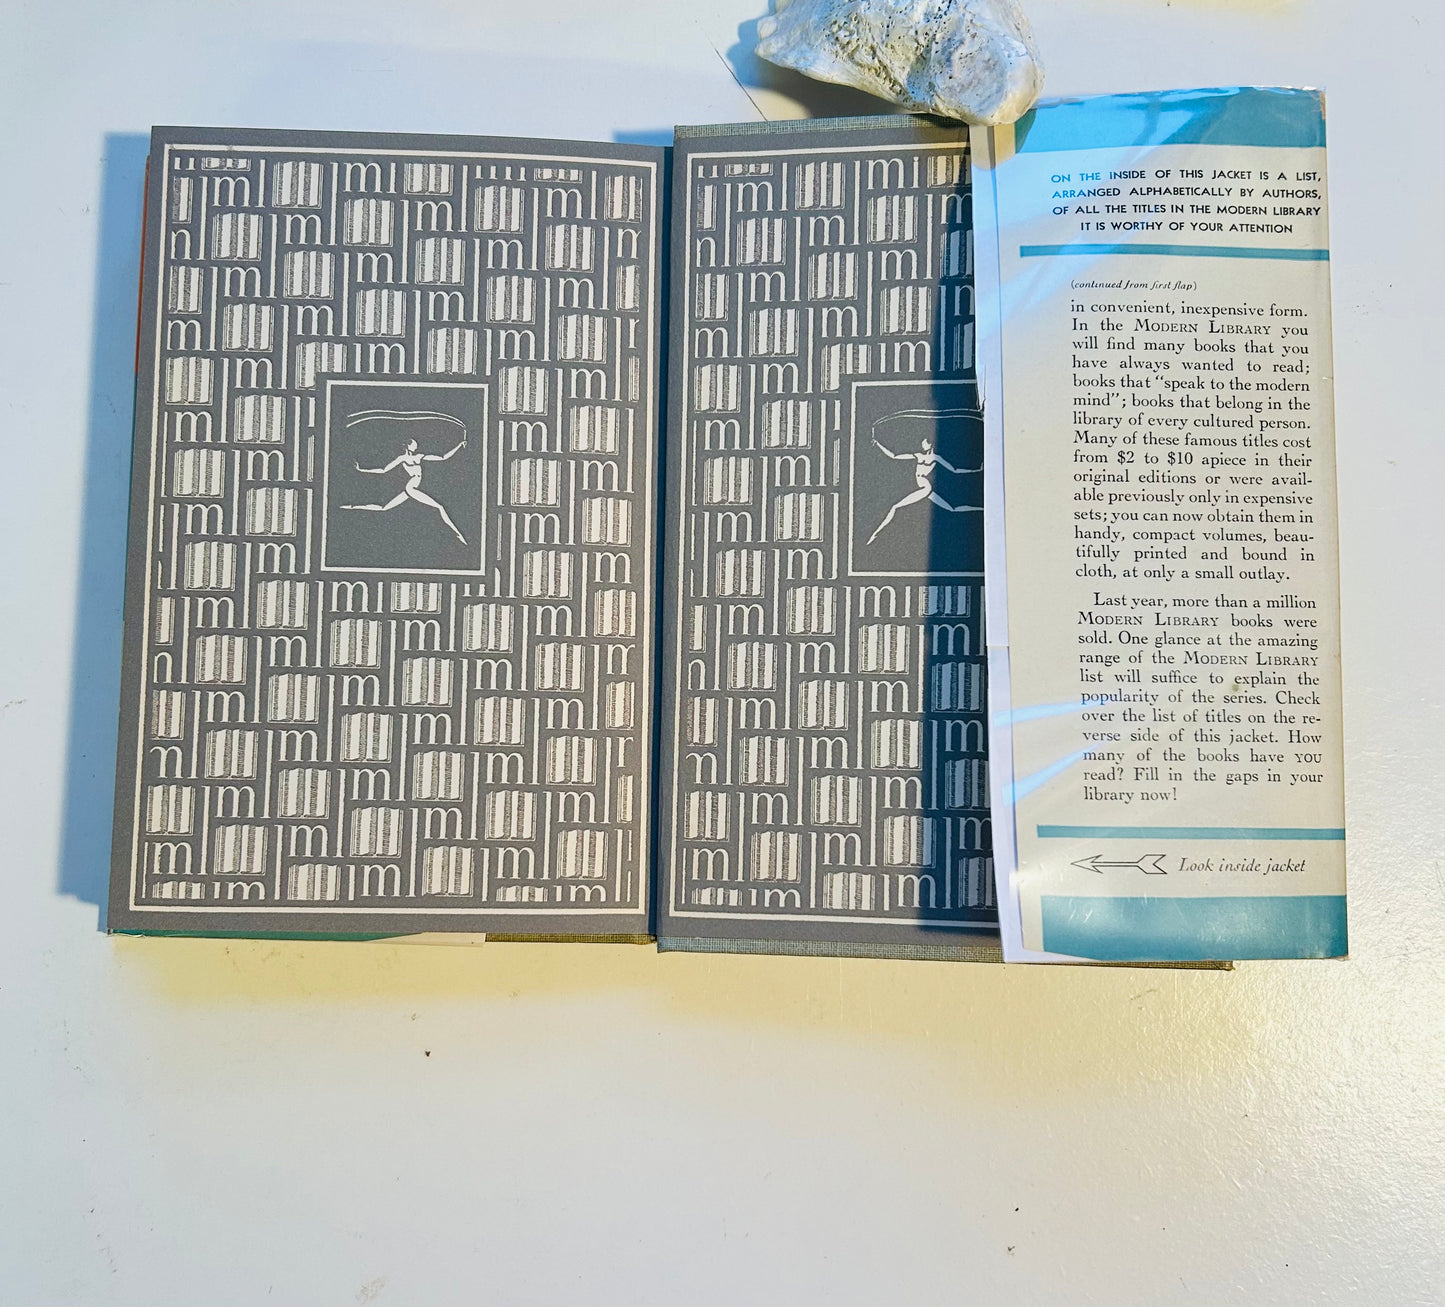 ON THE INSIDE OF THIS JACKET IS A LIST,
ARRANGED ALPHABETICALLY BY AUTHORS,
OF ALL THE TITLES IN THE MODERN LIBRARY
IT IS WORTHY OF YOUR ATTENTION
(continued from first flap)
in convenient, inexpensive form.
In the MODERN LIBRARY you
will find many books that you
have always wanted to read;
books that "speak to the modern
mind"; books that belong in the
library of every cultured person.
Many of these famous titles cost
from $2 to $10 apiece in their
original editions or were avail-
able previously only in expensive
sets; you can now obtain them in
handy, compact volumes, beau-
tifully printed and bound in
cloth, at only a small outlay.
Last year, more than a million
MODERN LIBRARY books were
sold. One glance at the amazing
range of the MODERN LIBRARY
list will suffice to explain the
popularity of the series. Check
over the list of titles on the re-
verse side of this jacket. How
many of the books have YOU
read? Fill in the gaps in your
library now!
Look inside jacket